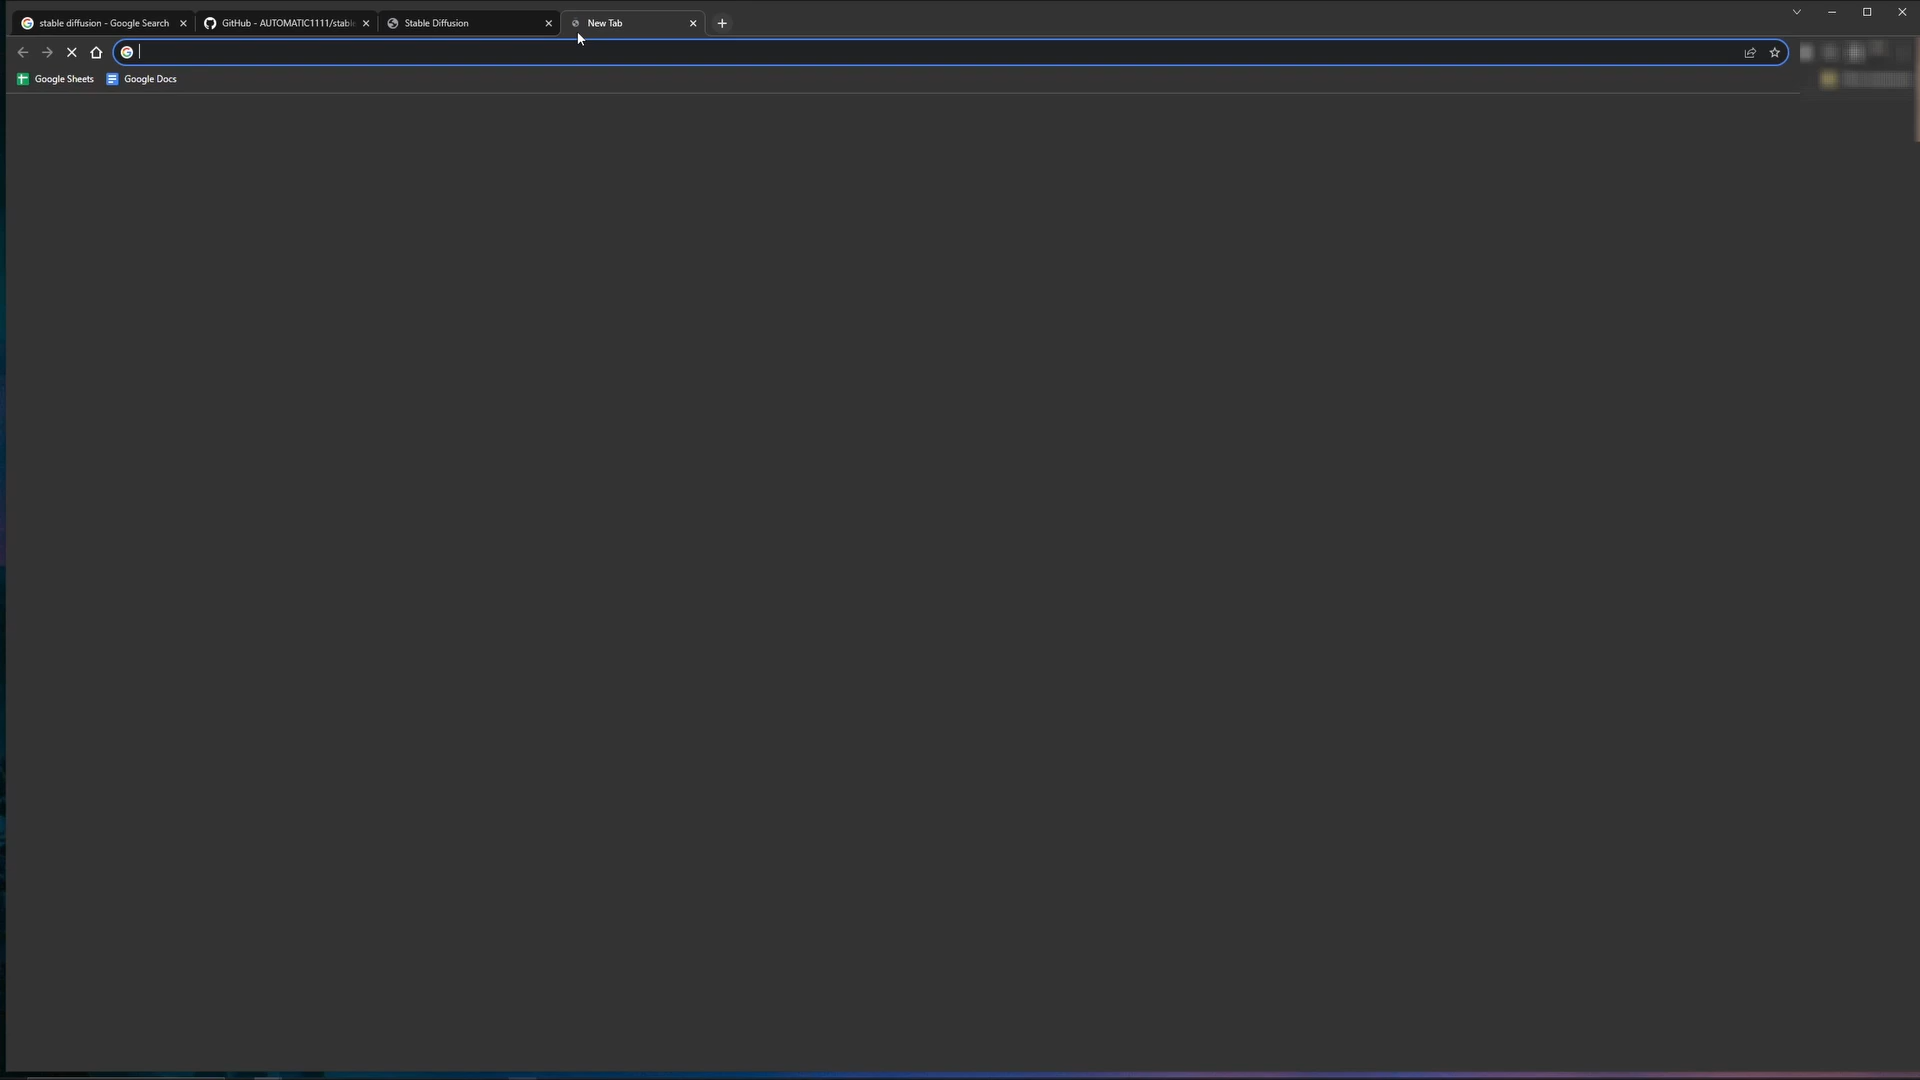 stable diffusion - Google Search
GitHub - AUTOMATIC1111/stabl
Stable Diffusion
New Tab
Google Sheets
Google Docs